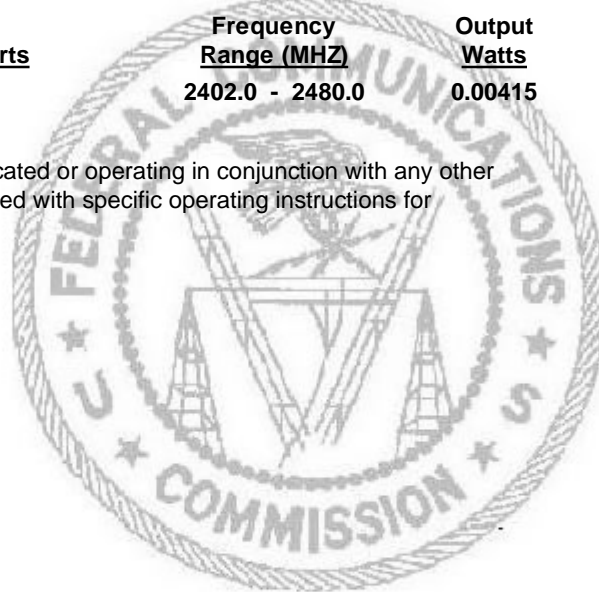 Frequency Output
rts Range (MHZ) Watts
2402.0 - 2480.0 0.00415
cated or operating in conjunction with any other
ed with specific operating instructions for
FEDERAL COMMUNICATIONS
U S
COMMISSION
-